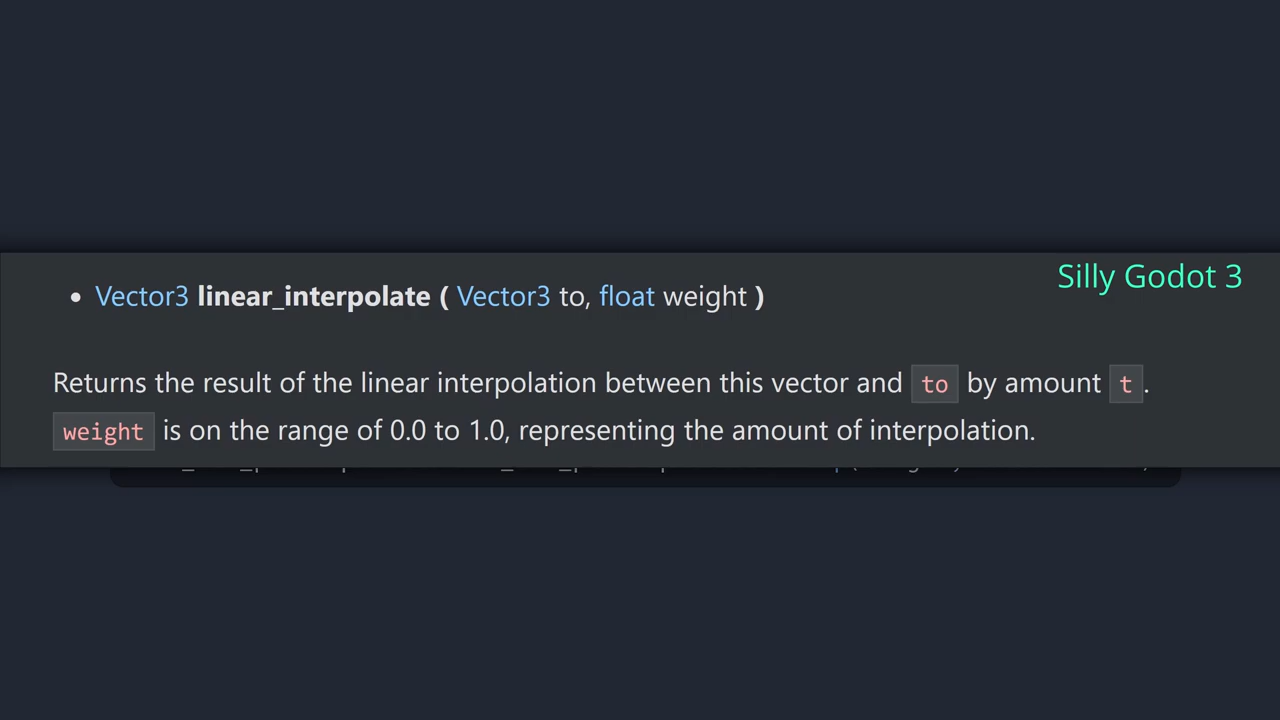 Silly Godot 3
• Vector3 linear_interpolate ( Vector3 to, float weight )
Returns the result of the linear interpolation between this vector and to by amount t.
weight is on the range of 0.0 to 1.0, representing the amount of interpolation.